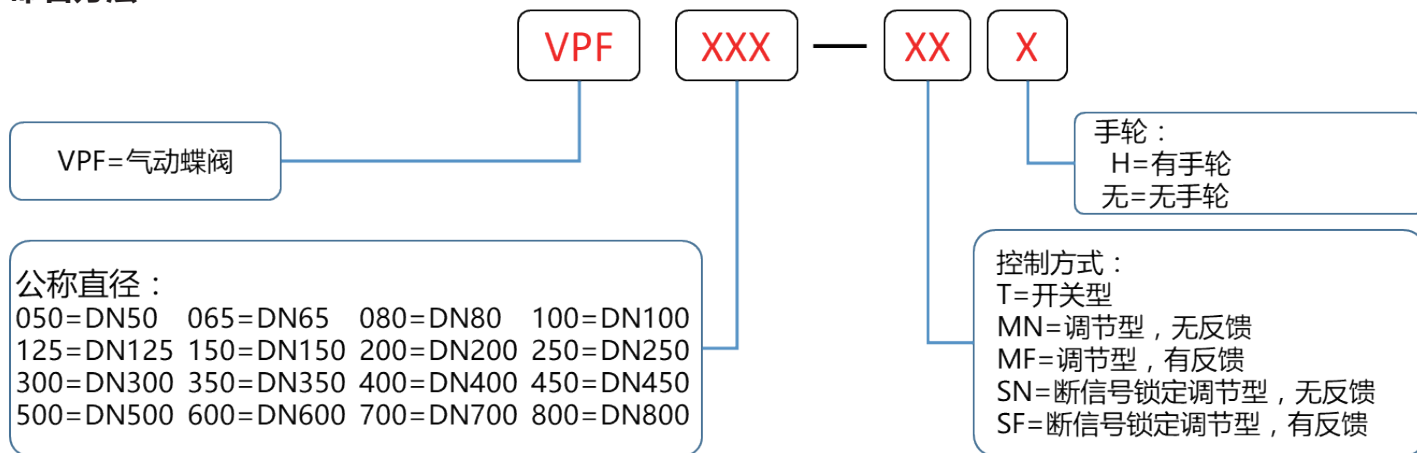 VPF XXX — XX X
VPF=气动蝶阀
手轮：
H=有手轮
无=无手轮
公称直径：
050=DN50 065=DN65 080=DN80 100=DN100
125=DN125 150=DN150 200=DN200 250=DN250
300=DN300 350=DN350 400=DN400 450=DN450
500=DN500 600=DN600 700=DN700 800=DN800
控制方式：
T=开关型
MN=调节型，无反馈
MF=调节型，有反馈
SN=断信号锁定调节型，无反馈
SF=断信号锁定调节型，有反馈